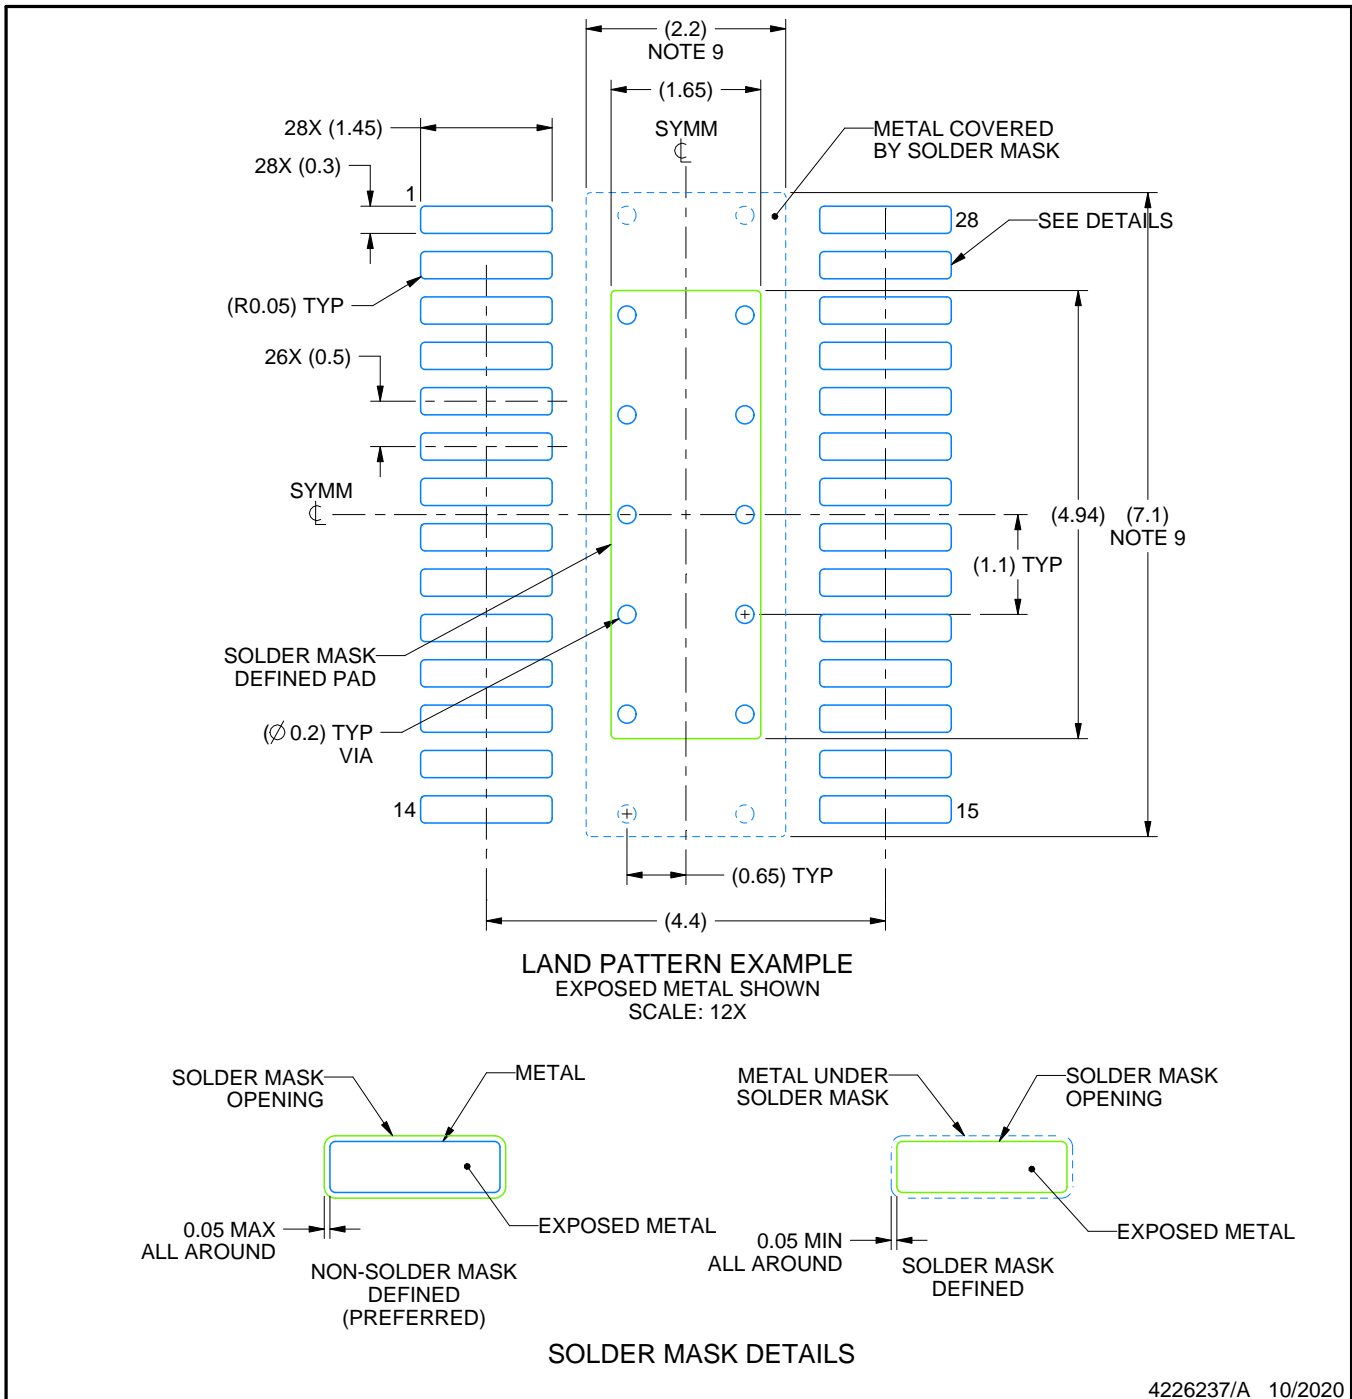 (2.2)
NOTE 9
(1.65)
SYMM
28X (1.45)
METAL COVERED
BY SOLDER MASK
28X (0.3)
1
28
SEE DETAILS
(R0.05) TYP
26X (0.5)
SYMM
(4.94)
(7.1)
NOTE 9
(1.1) TYP
SOLDER MASK
DEFINED PAD
(Ø 0.2) TYP
VIA
14
15
(0.65) TYP
(4.4)
LAND PATTERN EXAMPLE
EXPOSED METAL SHOWN
SCALE: 12X
SOLDER MASK
OPENING
METAL
EXPOSED METAL
0.05 MAX
ALL AROUND
NON-SOLDER MASK
DEFINED
(PREFERRED)
METAL UNDER
SOLDER MASK
SOLDER MASK
OPENING
EXPOSED METAL
0.05 MIN
ALL AROUND
SOLDER MASK
DEFINED
SOLDER MASK DETAILS
4226237/A 10/2020